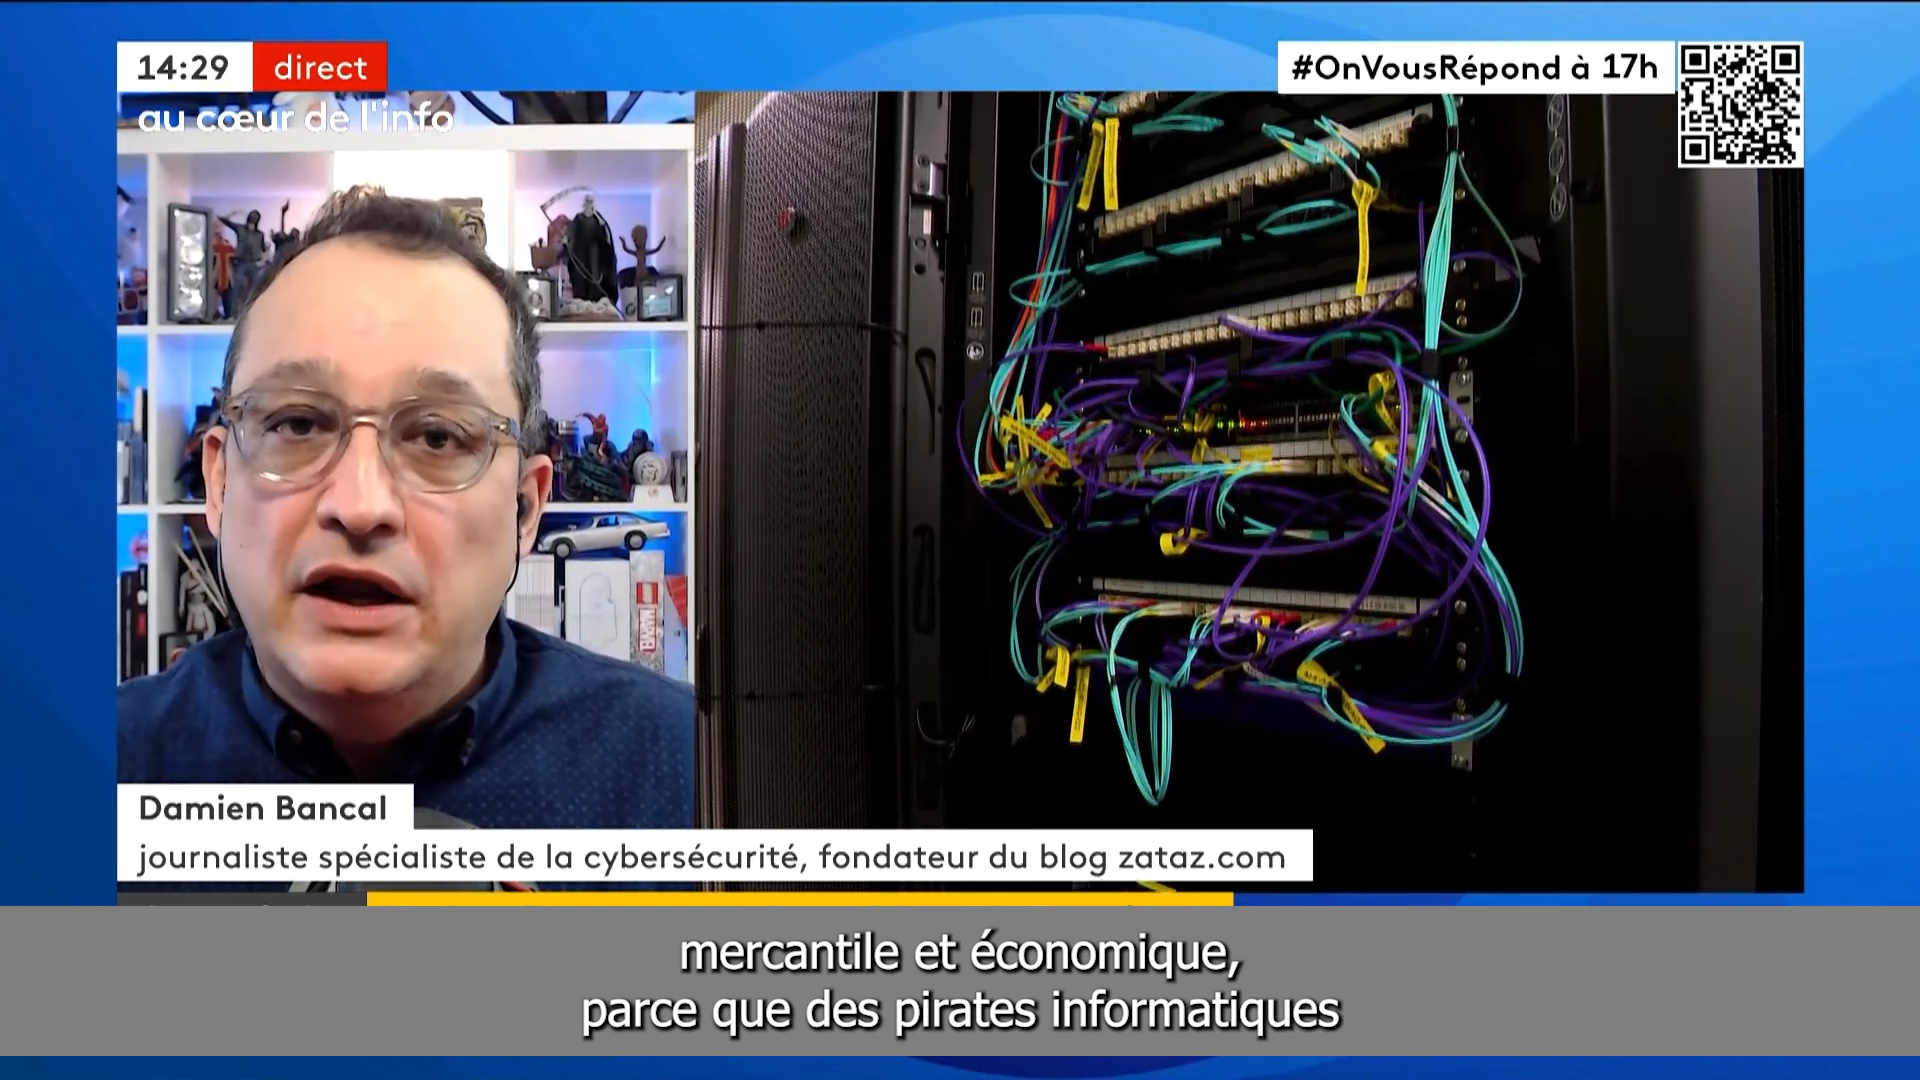 14:29 direct
#OnVousRépond à 17h
au cœur de l'info
MARVEL
Damien Bancal
journaliste spécialiste de la cybersécurité, fondateur du blog zataz.com
mercantile et économique,
parce que des pirates informatiques